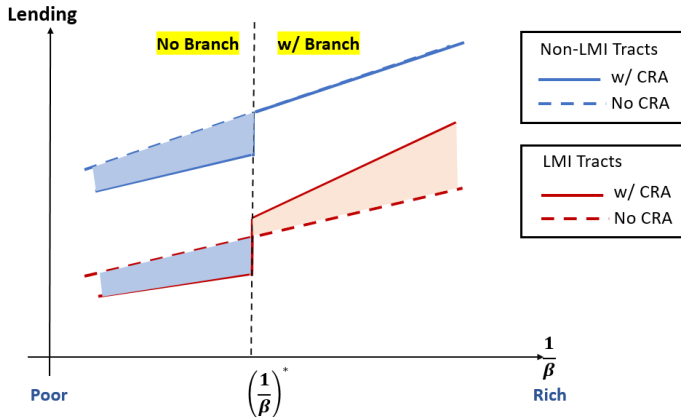 Lending
No Branch w/ Branch
Non-LMI Tracts
w/ CRA
No CRA
LMI Tracts
w/ CRA
No CRA
1/β
Poor (1/β)* Rich